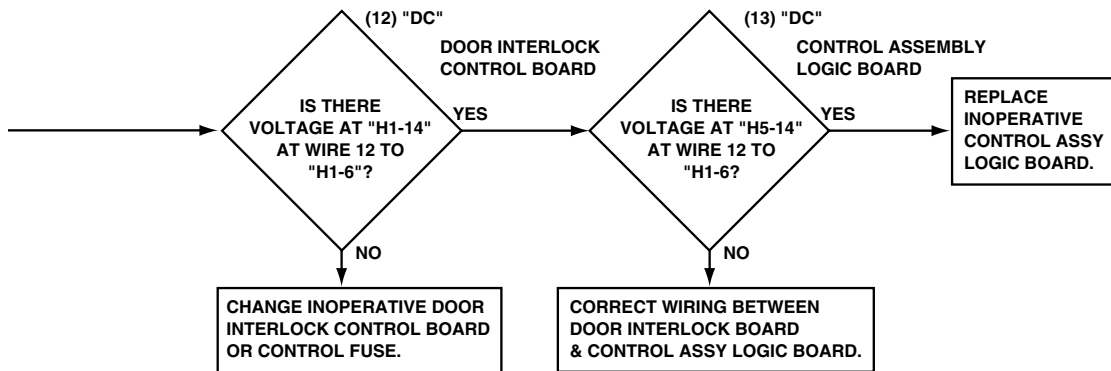 (12) "DC"
DOOR INTERLOCK
CONTROL BOARD
IS THERE
VOLTAGE AT "H1-14"
AT WIRE 12 TO
"H1-6"?
YES
NO
CHANGE INOPERATIVE DOOR
INTERLOCK CONTROL BOARD
OR CONTROL FUSE.
(13) "DC"
CONTROL ASSEMBLY
LOGIC BOARD
IS THERE
VOLTAGE AT "H5-14"
AT WIRE 12 TO
"H1-6?
YES
NO
CORRECT WIRING BETWEEN
DOOR INTERLOCK BOARD
& CONTROL ASSY LOGIC BOARD.
REPLACE
INOPERATIVE
CONTROL ASSY
LOGIC BOARD.